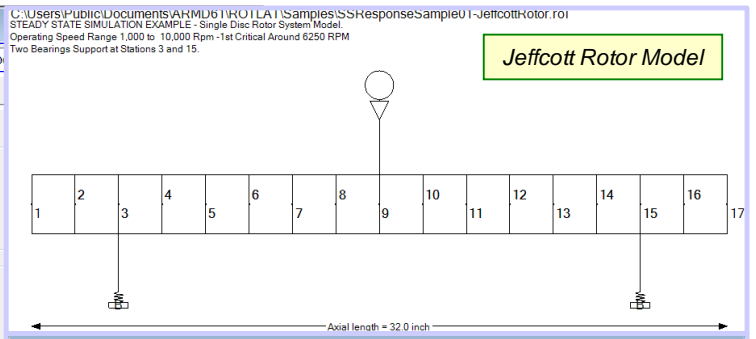 C:\Users\Public\Documents\ARMD61\ROTLAT\Samples\SSResponseSample01-JeffcottRotor.rol
STEADY STATE SIMULATION EXAMPLE - Single Disc Rotor System Model.
Operating Speed Range 1,000 to 10,000 Rpm -1st Critical Around 6250 RPM
Two Bearings Support at Stations 3 and 15.
Jeffcott Rotor Model
1 2 3 4 5 6 7 8 9 10 11 12 13 14 15 16 17
B B
Axial length = 32.0 inch